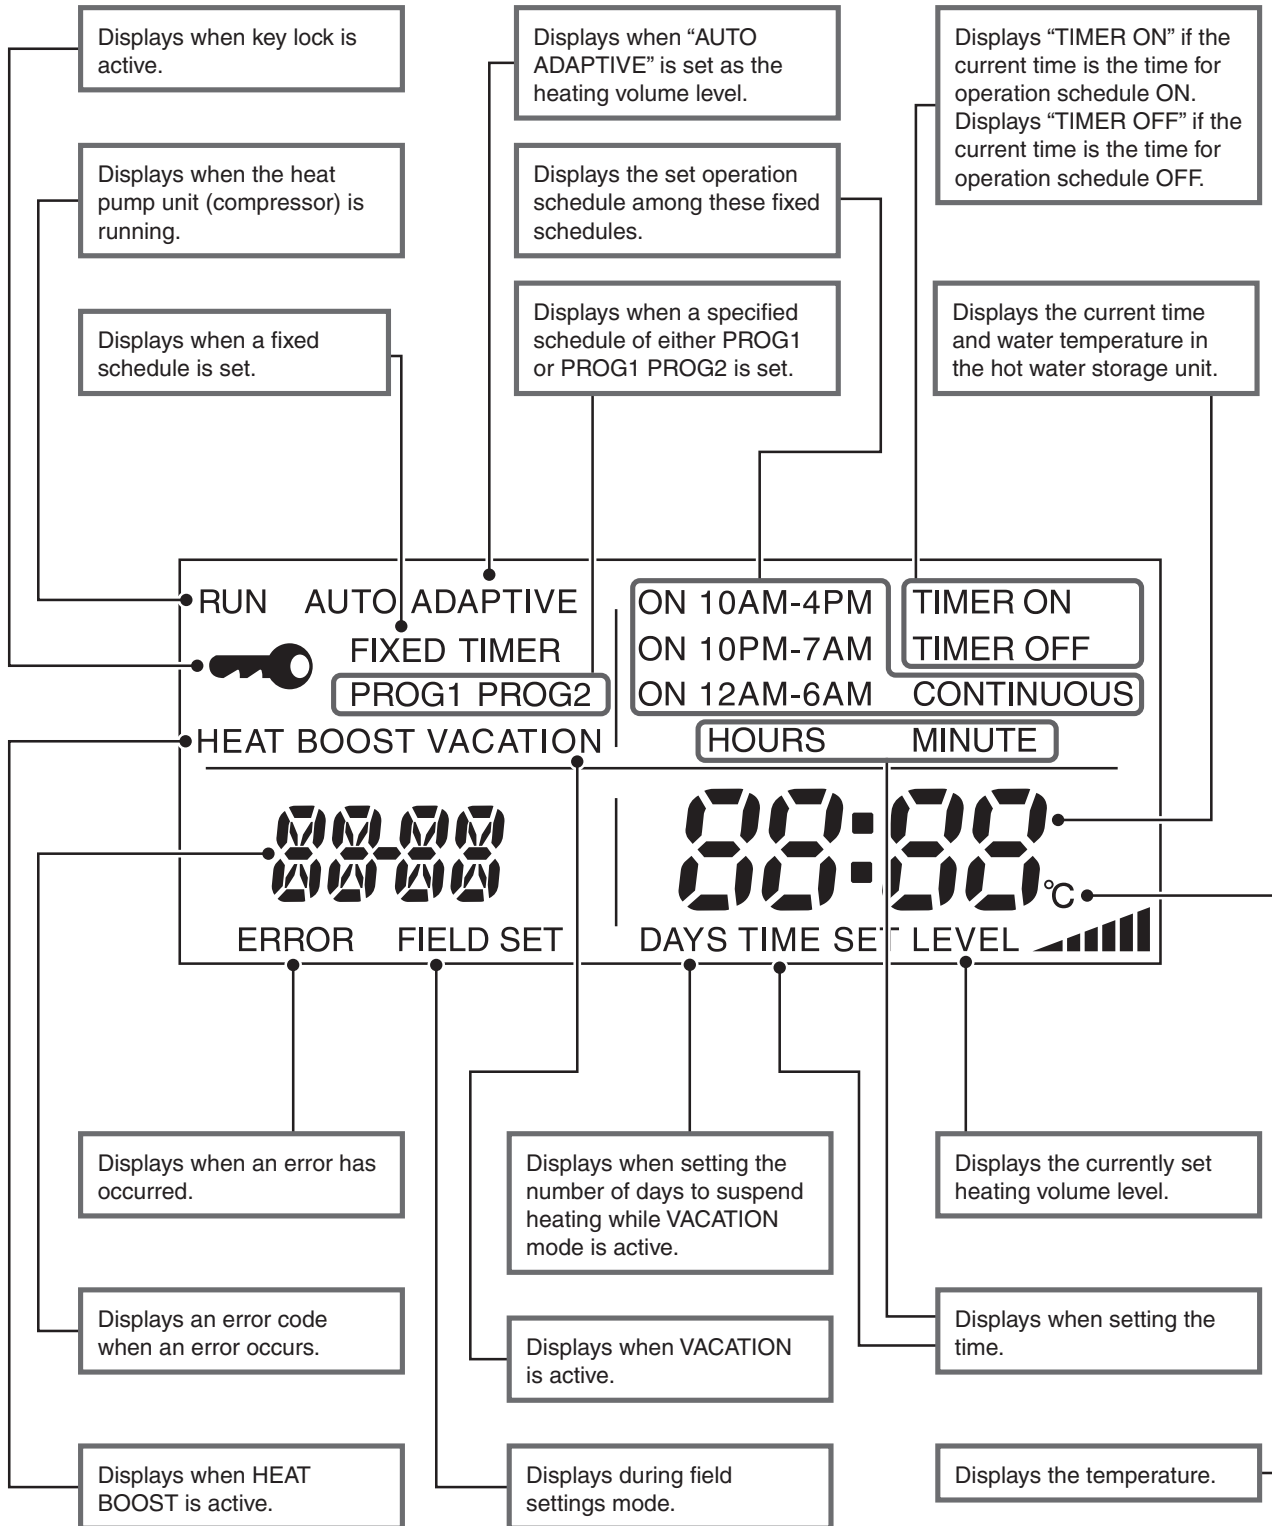 Displays when key lock is
active.
Displays when “AUTO
ADAPTIVE” is set as the
heating volume level.
Displays “TIMER ON” if the
current time is the time for
operation schedule ON.
Displays “TIMER OFF” if the
current time is the time for
operation schedule OFF.
Displays when the heat
pump unit (compressor) is
running.
Displays the set operation
schedule among these fixed
schedules.
Displays when a fixed
schedule is set.
Displays when a specified
schedule of either PROG1
or PROG1 PROG2 is set.
Displays the current time
and water temperature in
the hot water storage unit.
RUN AUTO ADAPTIVE
FIXED TIMER
PROG1 PROG2
HEAT BOOST VACATION
ON 10AM-4PM TIMER ON
ON 10PM-7AM TIMER OFF
ON 12AM-6AM CONTINUOUS
HOURS MINUTE
88-88
88:88
°C
ERROR FIELD SET
DAYS TIME SET LEVEL
Displays when an error has
occurred.
Displays when setting the
number of days to suspend
heating while VACATION
mode is active.
Displays the currently set
heating volume level.
Displays an error code
when an error occurs.
Displays when VACATION
is active.
Displays when setting the
time.
Displays when HEAT
BOOST is active.
Displays during field
settings mode.
Displays the temperature.